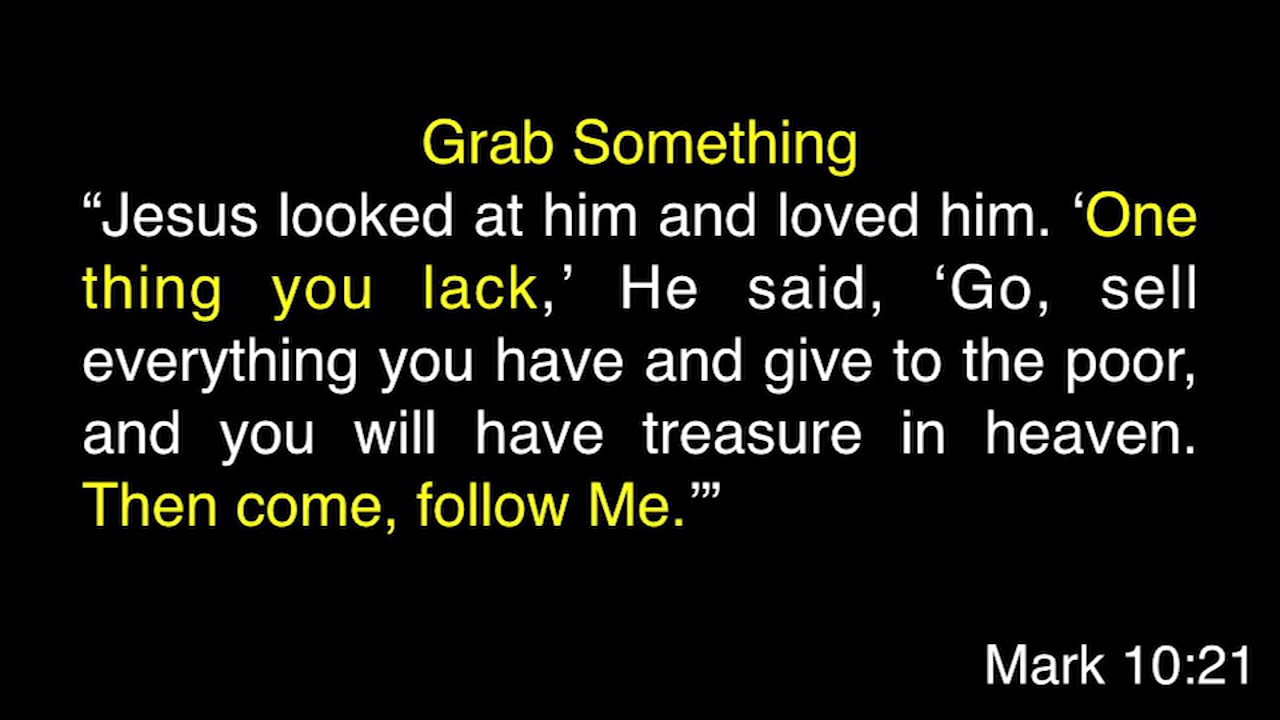 Grab Something
“Jesus looked at him and loved him. ‘One
thing you lack,’ He said, ‘Go, sell
everything you have and give to the poor,
and you will have treasure in heaven.
Then come, follow Me.’”
Mark 10:21